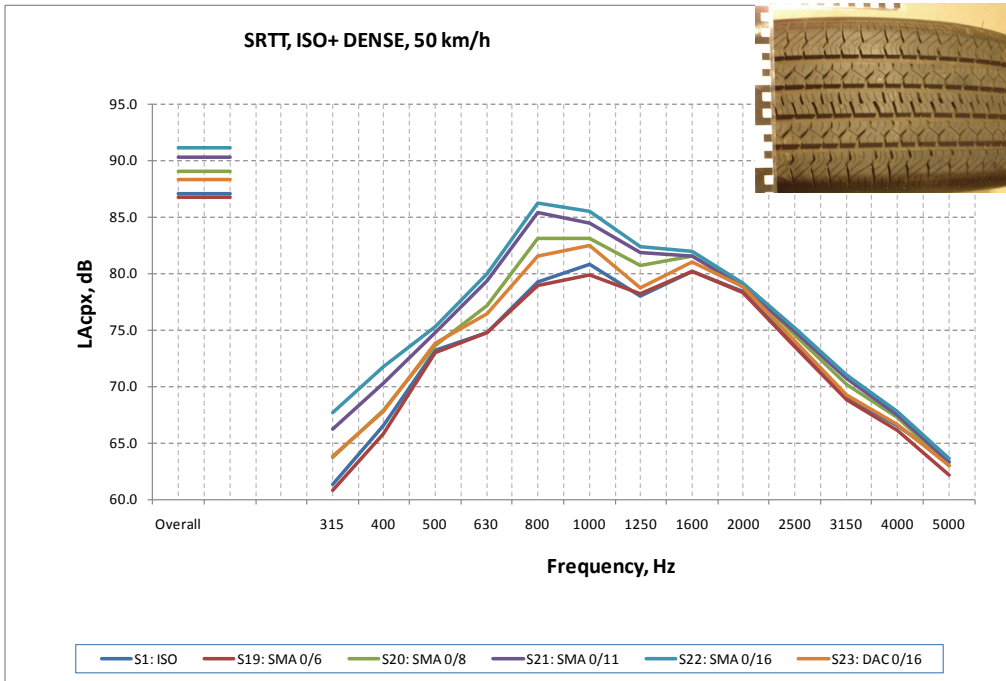 SRTT, ISO+ DENSE, 50 km/h
LAcpx, dB
95.0
90.0
85.0
80.0
75.0
70.0
65.0
60.0
Overall 315 400 500 630 800 1000 1250 1600 2000 2500 3150 4000 5000
Frequency, Hz
S1: ISO S19: SMA 0/6 S20: SMA 0/8 S21: SMA 0/11 S22: SMA 0/16 S23: DAC 0/16